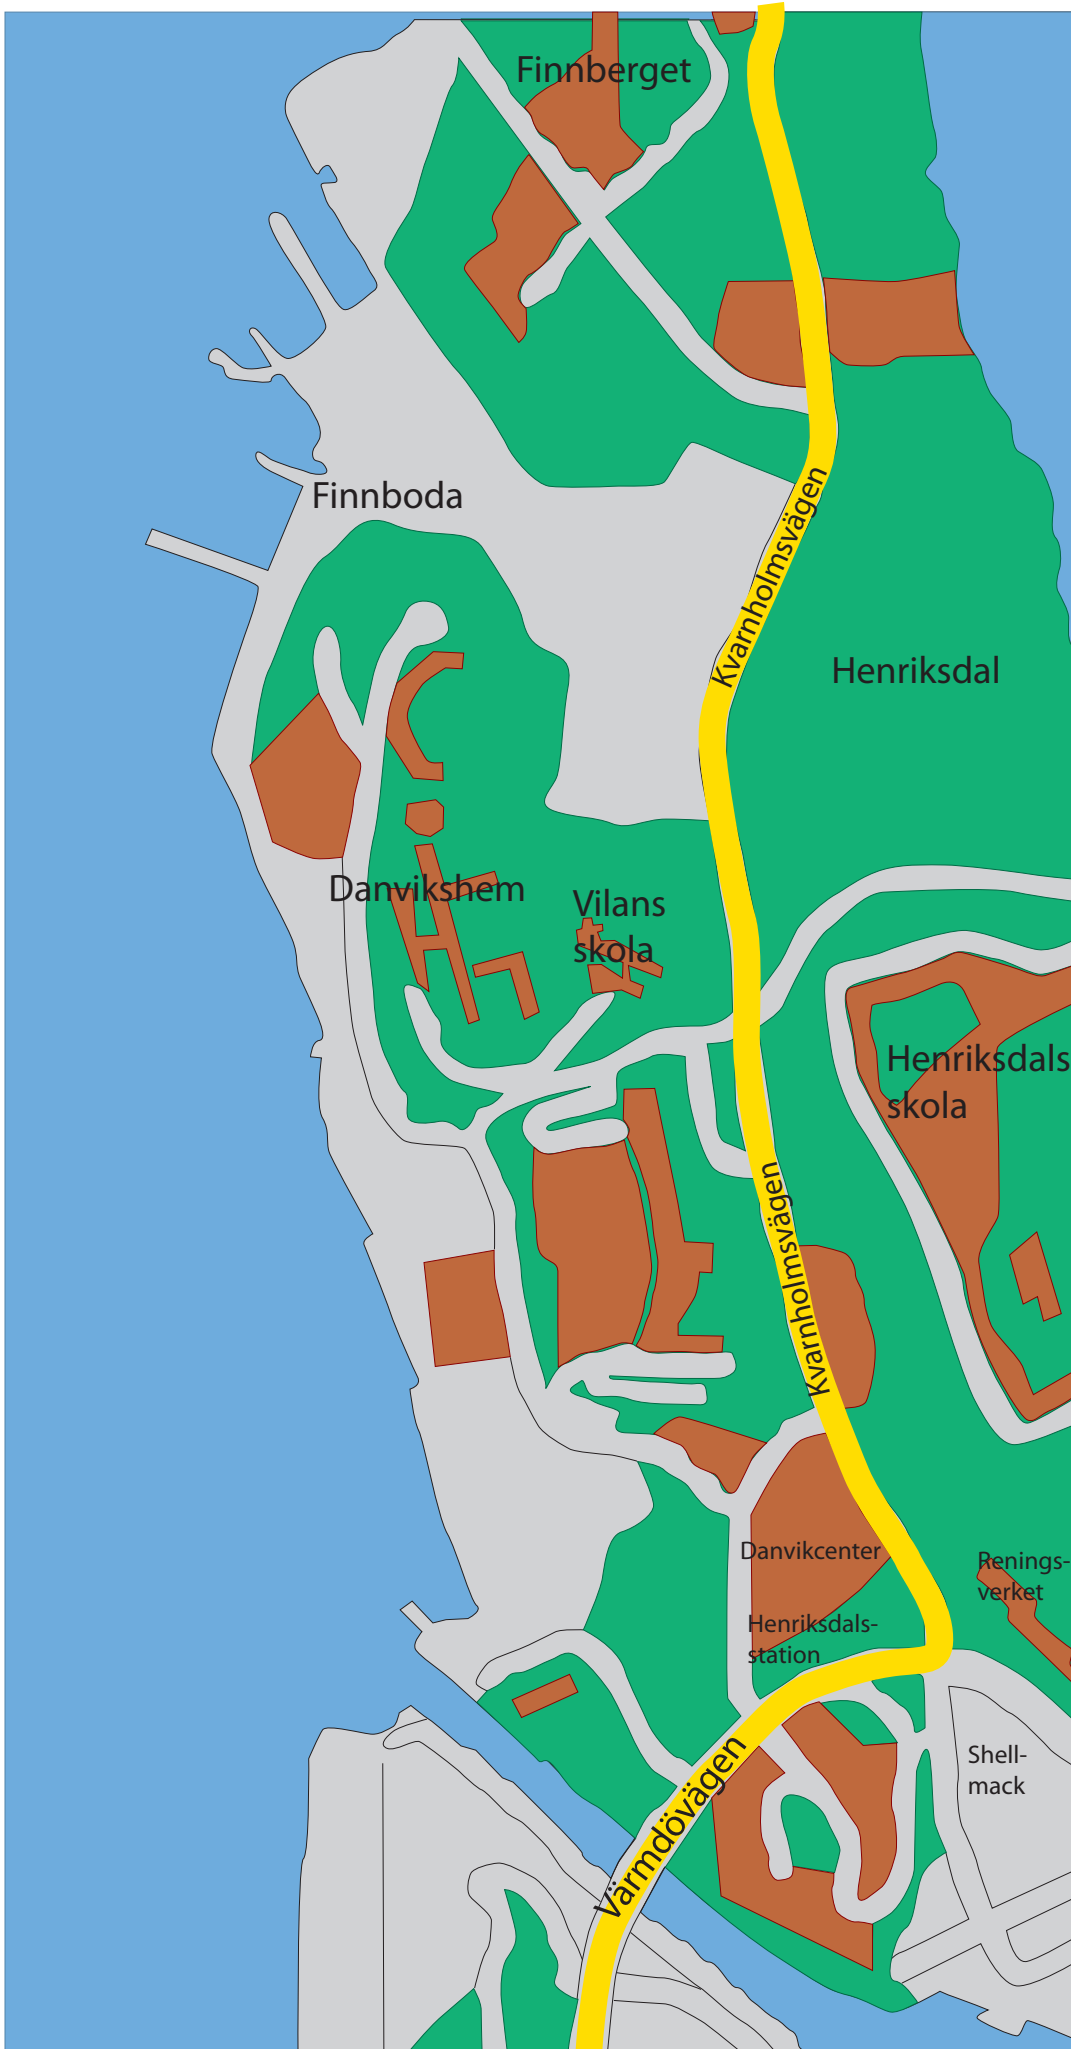 Finnberget
Finnboda
Kvarnholmsvägen
Henriksdal
Danvikshem
Vilans
skola
Henriksdals
skola
Kvarnholmsvägen
Danvikcenter
Renings-
verket
Henriksdals-
station
Shell-
mack
Värmdövägen